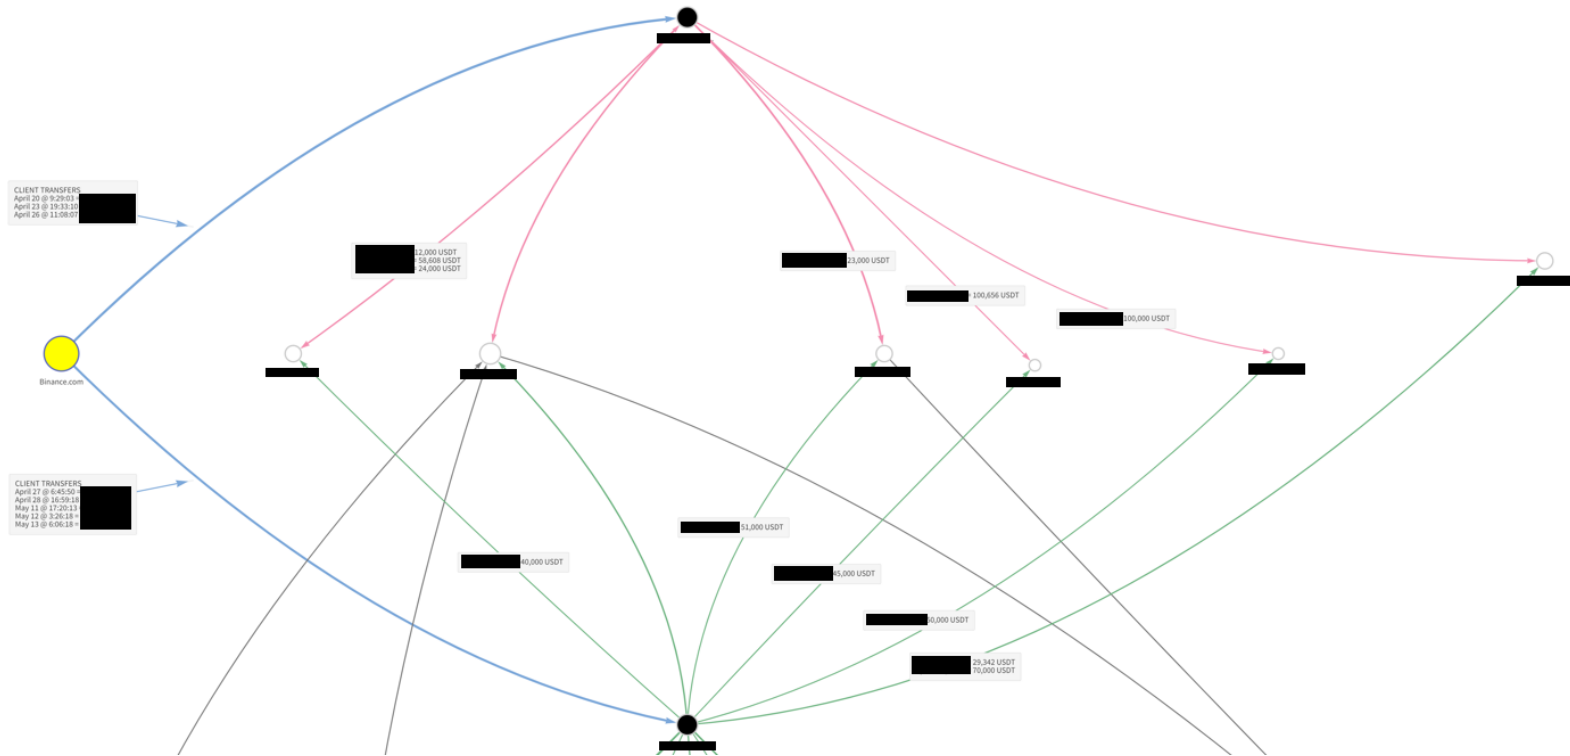 CLIENT TRANSFERS
April 20 @ 9:29:03 =
April 23 @ 19:33:10
April 26 @ 11:08:07
12,000 USDT
= 58,608 USDT
= 24,000 USDT
23,000 USDT
100,656 USDT
100,000 USDT
Binance.com
CLIENT TRANSFERS
April 27 @ 6:45:50 =
April 28 @ 16:59:18
May 11 @ 17:20:13
May 12 @ 3:26:18 =
May 13 @ 6:06:18 =
51,000 USDT
40,000 USDT
45,000 USDT
USDT
29,342 USDT
70,000 USDT